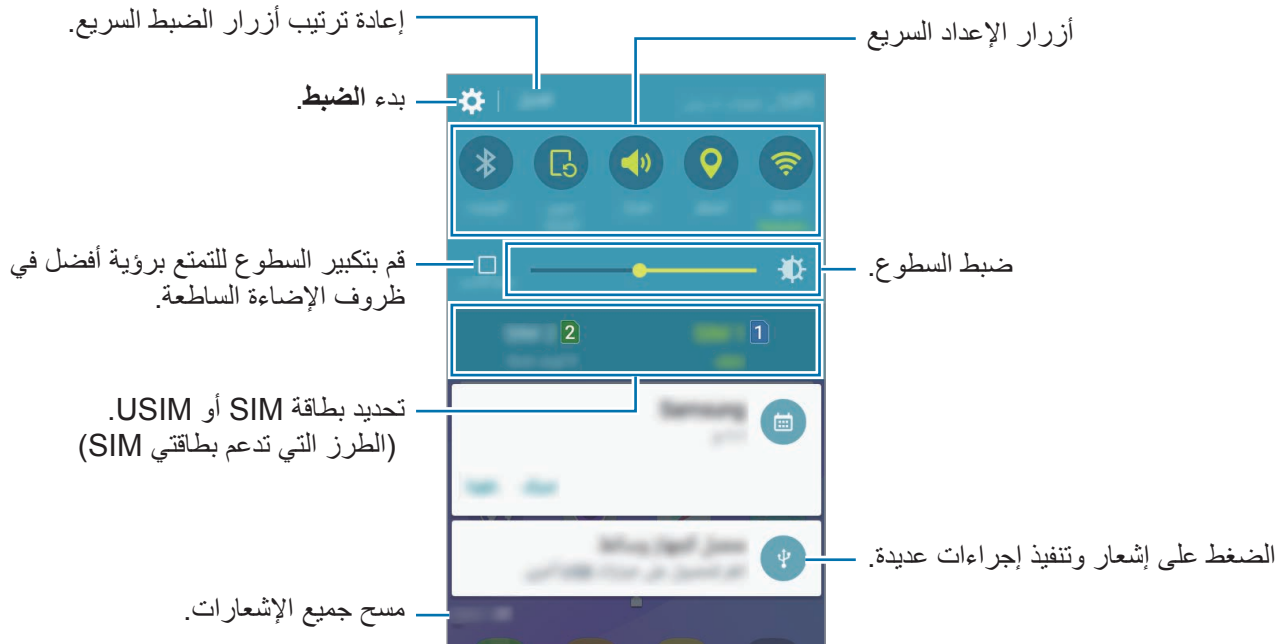 إعادة ترتيب أزرار الضبط السريع.
أزرار الإعداد السريع
بدء الضبط.
قم بتكبير السطوع للتمتع برؤية أفضل في
ظروف الإضاءة الساطعة.
ضبط السطوع.
2
1
تحديد بطاقة SIM أو USIM.
(الطرز التي تدعم بطاقتي SIM)
الضغط على إشعار وتنفيذ إجراءات عديدة.
مسح جميع الإشعارات.